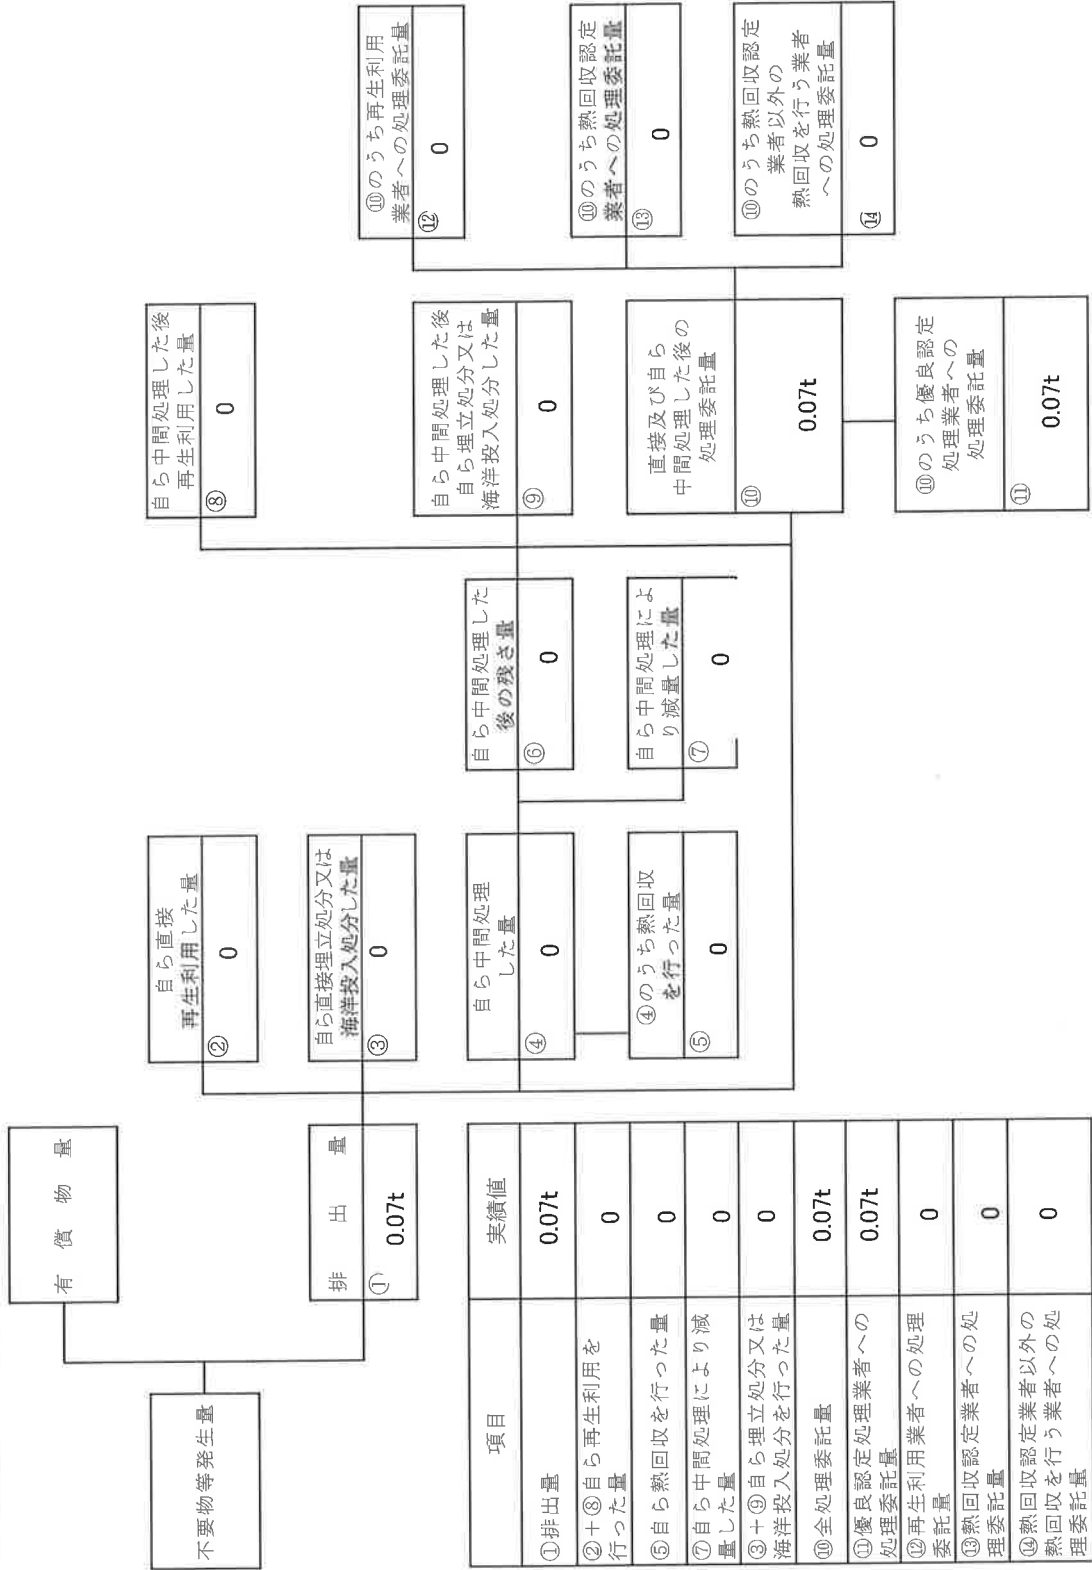 有償物量
不要物等発生量
排出量
①
0.07t
自ら直接
再生利用した量
②
0
自ら直接埋立処分又は
海洋投入処分した量
③
0
自ら中間処理
した量
④
0
④のうち熱回収
を行った量
⑤
0
自ら中間処理した
後の残さ量
⑥
0
自ら中間処理によ
り減量した量
⑦
0
自ら中間処理した後
再生利用した量
⑧
0
自ら中間処理した後
自ら埋立処分又は
海洋投入処分した量
⑨
0
直接及び自ら
中間処理した後の
処理委託量
⑩
0.07t
⑩のうち優良認定
処理業者への
処理委託量
⑪
0.07t
⑩のうち再生利用
業者への処理委託量
⑫
0
⑩のうち熱回収認定
業者への処理委託量
⑬
0
⑩のうち熱回収認定
業者以外の
熱回収を行う業者
への処理委託量
⑭
0
項目 実績値
①排出量 0.07t
②+⑧自ら再生利用を
行った量 0
⑤自ら熱回収を行った量 0
⑦自ら中間処理により減
量した量 0
③+⑨自ら埋立処分又は
海洋投入処分を行った量 0
⑩全処理委託量 0.07t
⑪優良認定処理業者への
処理委託量 0.07t
⑫再生利用業者への処理
委託量 0
⑬熱回収認定業者への処
理委託量 0
⑭熱回収認定業者以外の
熱回収を行う業者への処
理委託量 0